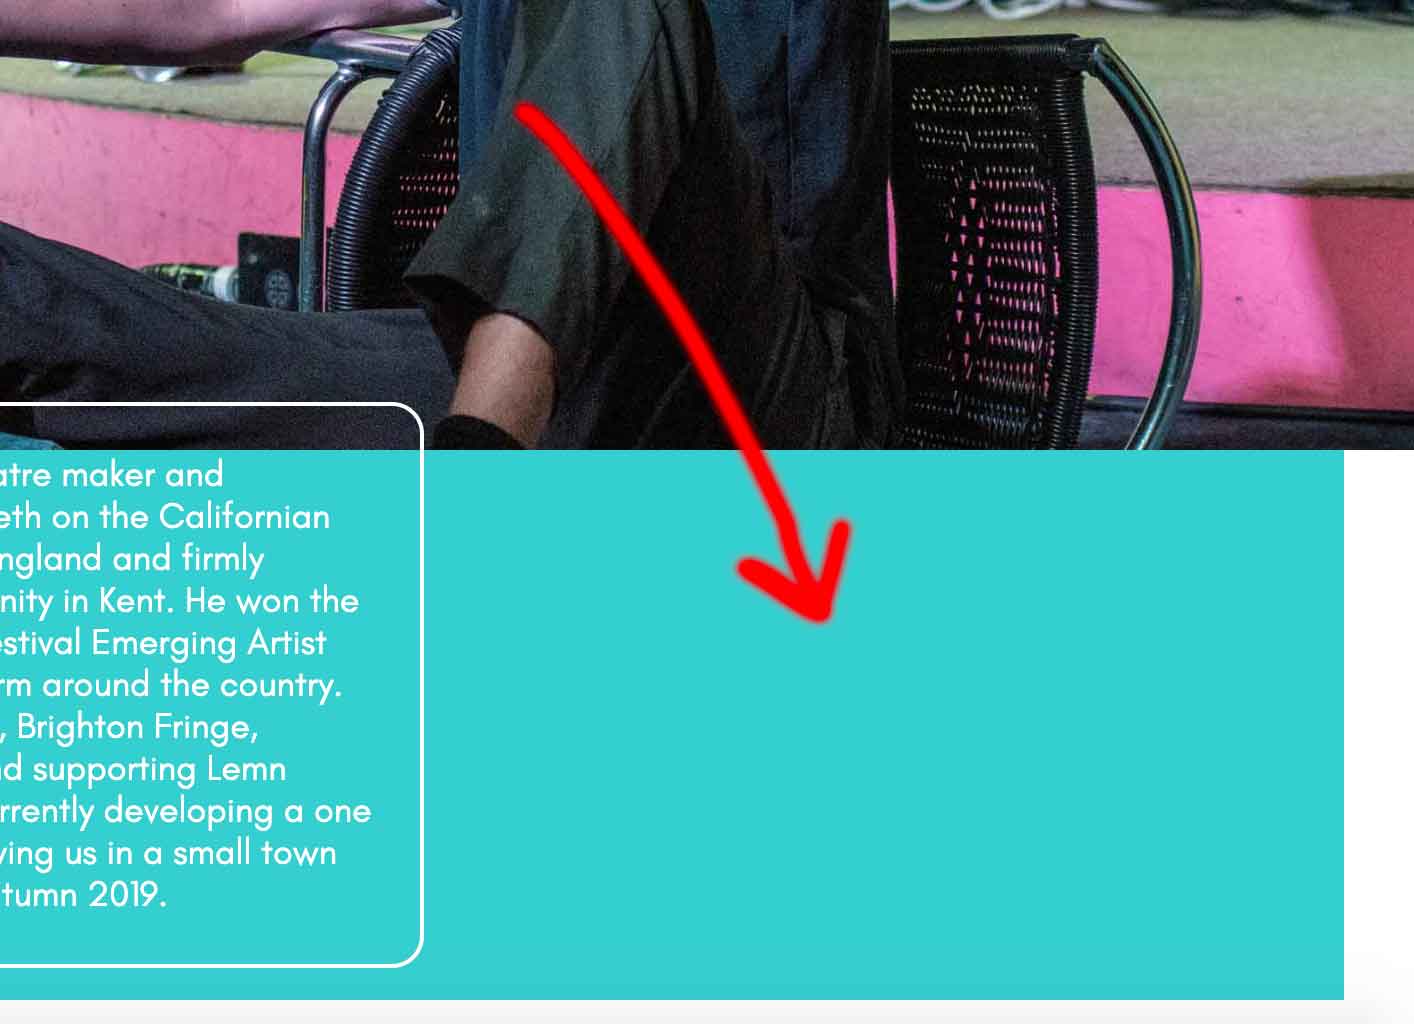 atre maker and
eth on the Californian
ngland and firmly
nity in Kent. He won the
estival Emerging Artist
rm around the country.
, Brighton Fringe,
nd supporting Lemn
rrently developing a one
ving us in a small town
tumn 2019.